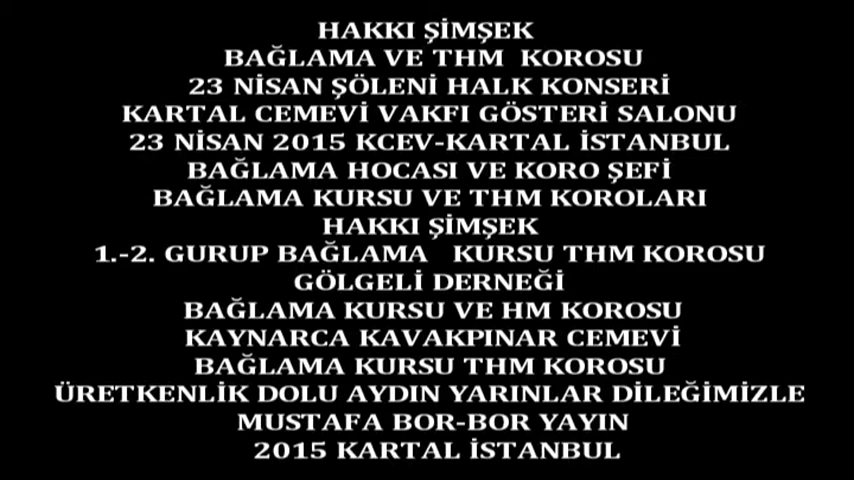 HAKKI ŞİMŞEK
BAĞLAMA VE THM KOROSU
23 NİSAN ŞÖLENİ HALK KONSERİ
KARTAL CEMEVİ VAKFI GÖSTERİ SALONU
23 NİSAN 2015 KCEV-KARTAL İSTANBUL
BAĞLAMA HOCASI VE KORO ŞEFİ
BAĞLAMA KURSU VE THM KOROLARI
HAKKI ŞİMŞEK
1.-2. GURUP BAĞLAMA KURSU THM KOROSU
GÖLGELİ DERNEĞİ
BAĞLAMA KURSU VE HM KOROSU
KAYNARCA KAVAKPINAR CEMEVİ
BAĞLAMA KURSU THM KOROSU
ÜRETKENLİK DOLU AYDIN YARINLAR DİLEĞİMİZLE
MUSTAFA BOR-BOR YAYIN
2015 KARTAL İSTANBUL